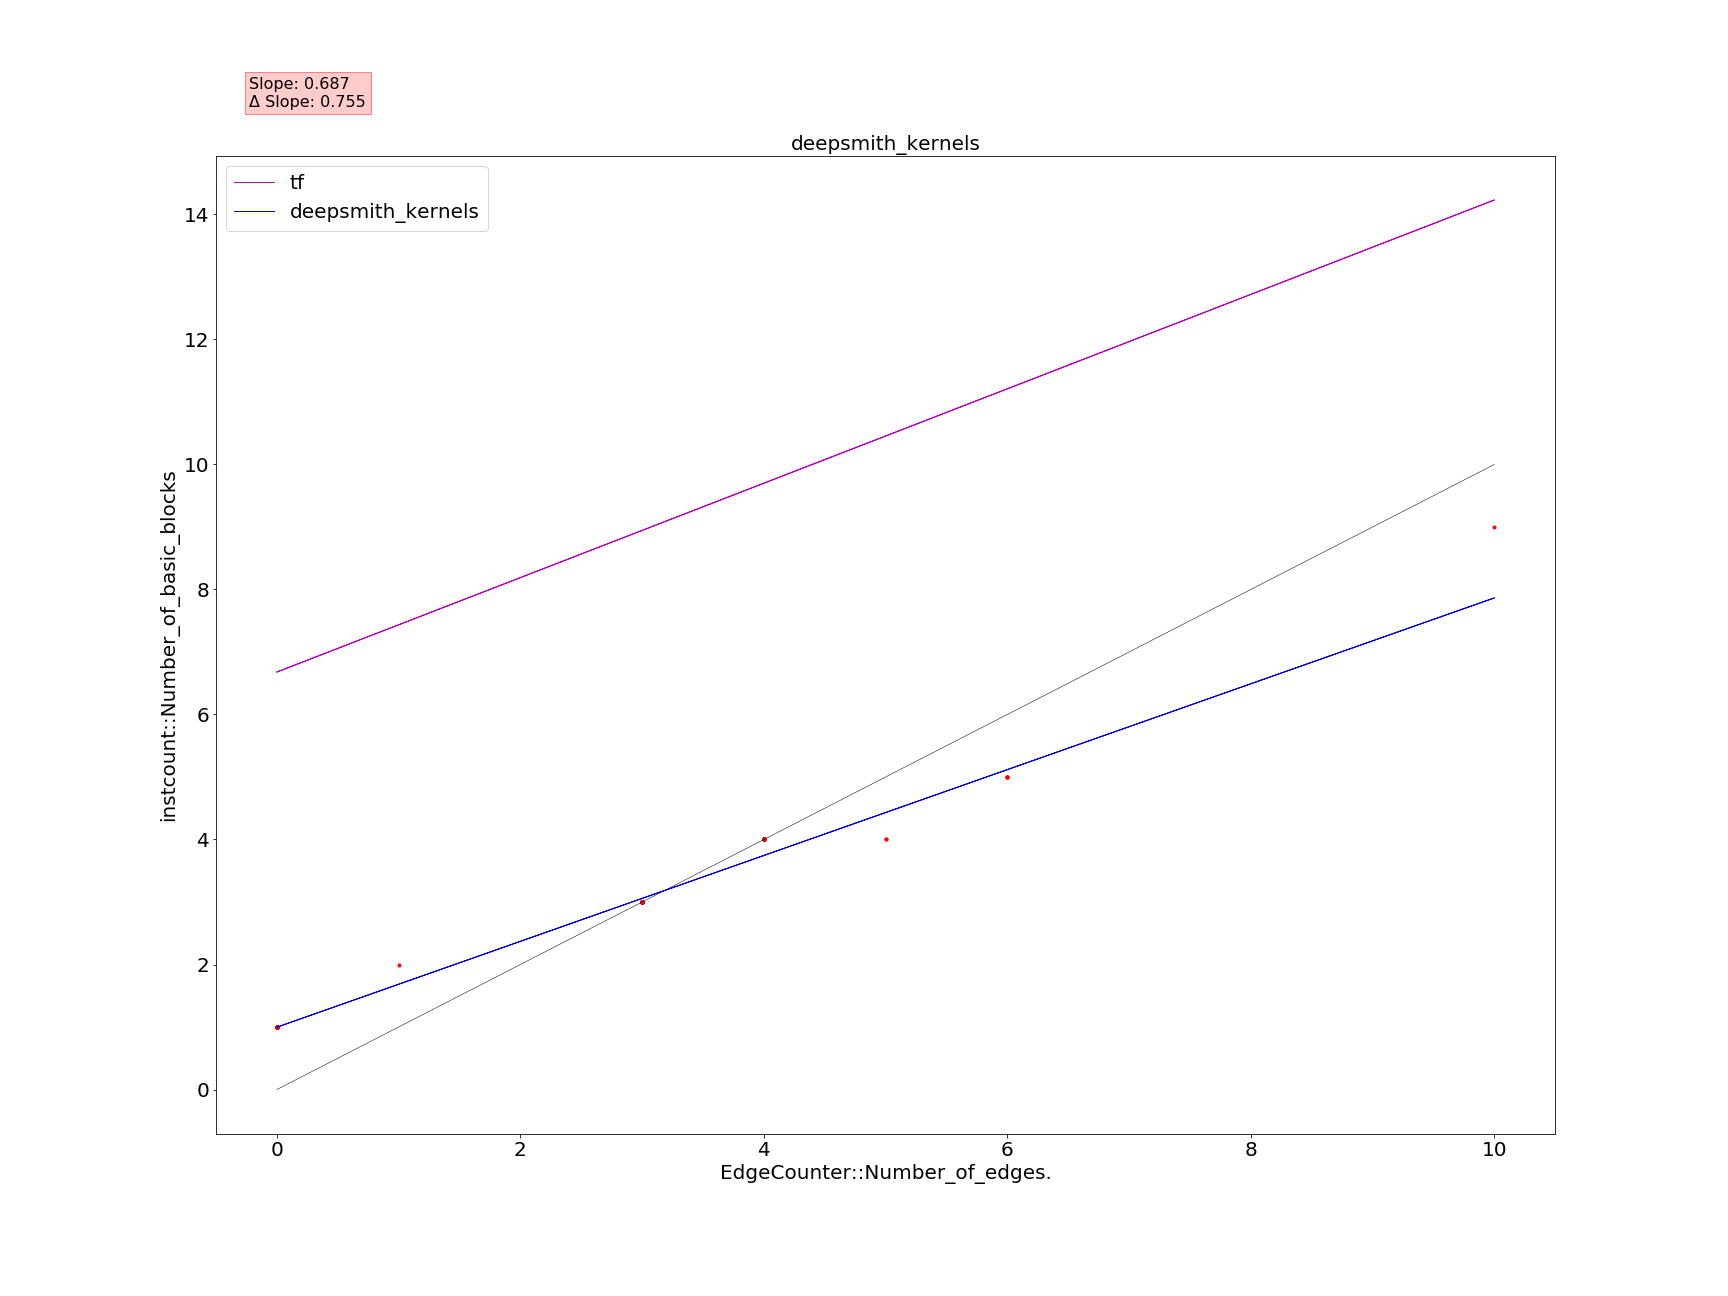 Slope: 0.687
Δ Slope: 0.755
deepsmith_kernels
tf
deepsmith_kernels
14
12
10
8
6
4
2
0
instcount::Number_of_basic_blocks
0 2 4 6 8 10
EdgeCounter::Number_of_edges.